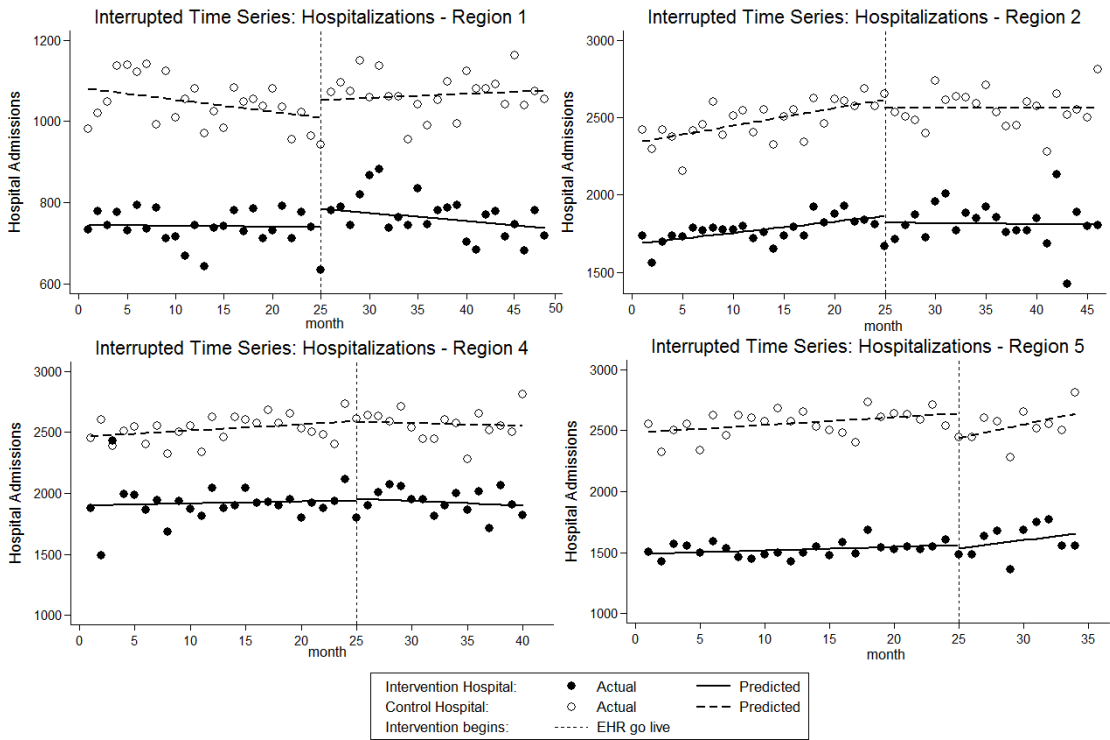 Interrupted Time Series: Hospitalizations - Region 1
1200
1000
800
600
Hospital Admissions
0 5 10 15 20 25 30 35 40 45 50
month
Interrupted Time Series: Hospitalizations - Region 2
3000
2500
2000
1500
Hospital Admissions
0 5 10 15 20 25 30 35 40 45
month
Interrupted Time Series: Hospitalizations - Region 4
3000
2500
2000
1500
1000
Hospital Admissions
0 5 10 15 20 25 30 35 40
month
Interrupted Time Series: Hospitalizations - Region 5
3000
2500
2000
1500
1000
Hospital Admissions
0 5 10 15 20 25 30 35
month
Intervention Hospital: Actual Predicted
Control Hospital: Actual Predicted
Intervention begins: EHR go live